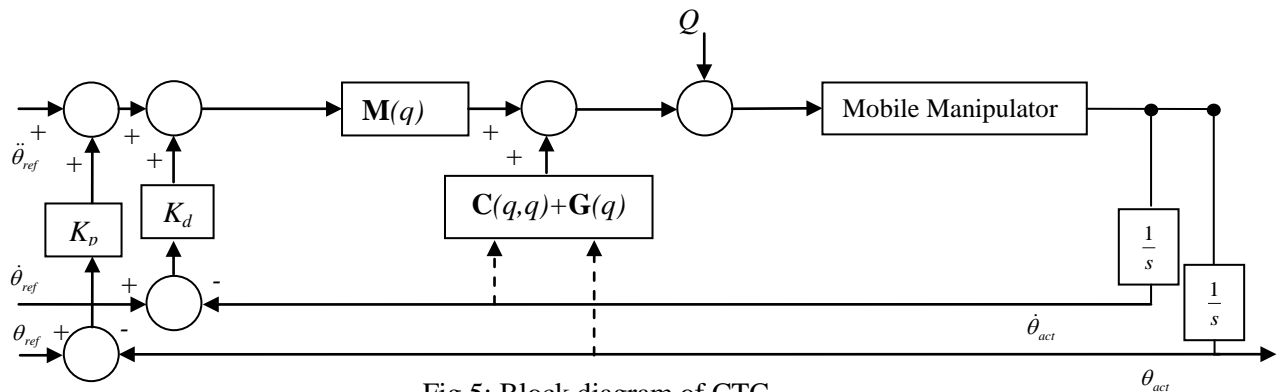 Q
M(q)
Mobile Manipulator
+
+
+
+
θ̈ref
+
+
+
C(q,q)+G(q)
Kd
Kp
1/s
1/s
θ̇ref
+
-
θref
+
-
θ̇act
θact
Fig 5: Block diagram of CTC